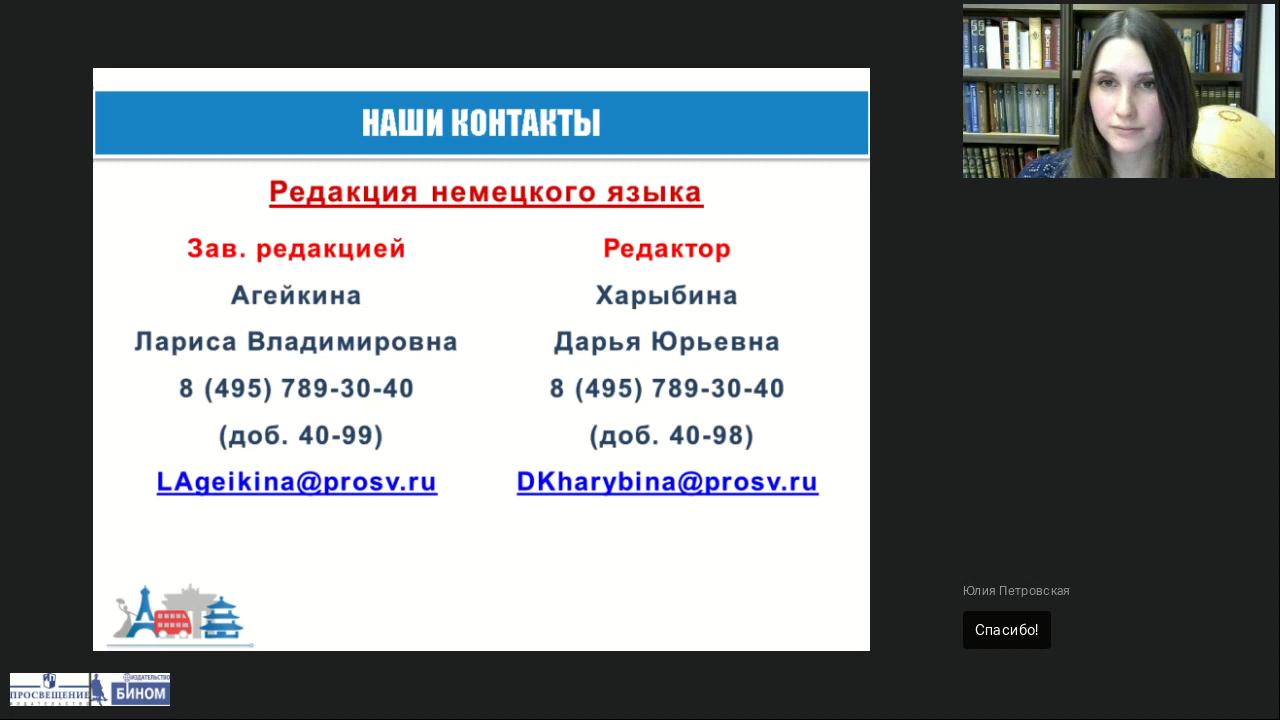 НАШИ КОНТАКТЫ
Редакция немецкого языка
Зав. редакцией
Агейкина
Лариса Владимировна
8 (495) 789-30-40
(доб. 40-99)
LAgeikina@prosv.ru
Редактор
Харыбина
Дарья Юрьевна
8 (495) 789-30-40
(доб. 40-98)
DKharybina@prosv.ru
Юлия Петровская
Спасибо!
ПРОСВЕЩЕНИЕ
ИЗДАТЕЛЬСТВО
ИЗДАТЕЛЬСТВО
БИНОМ